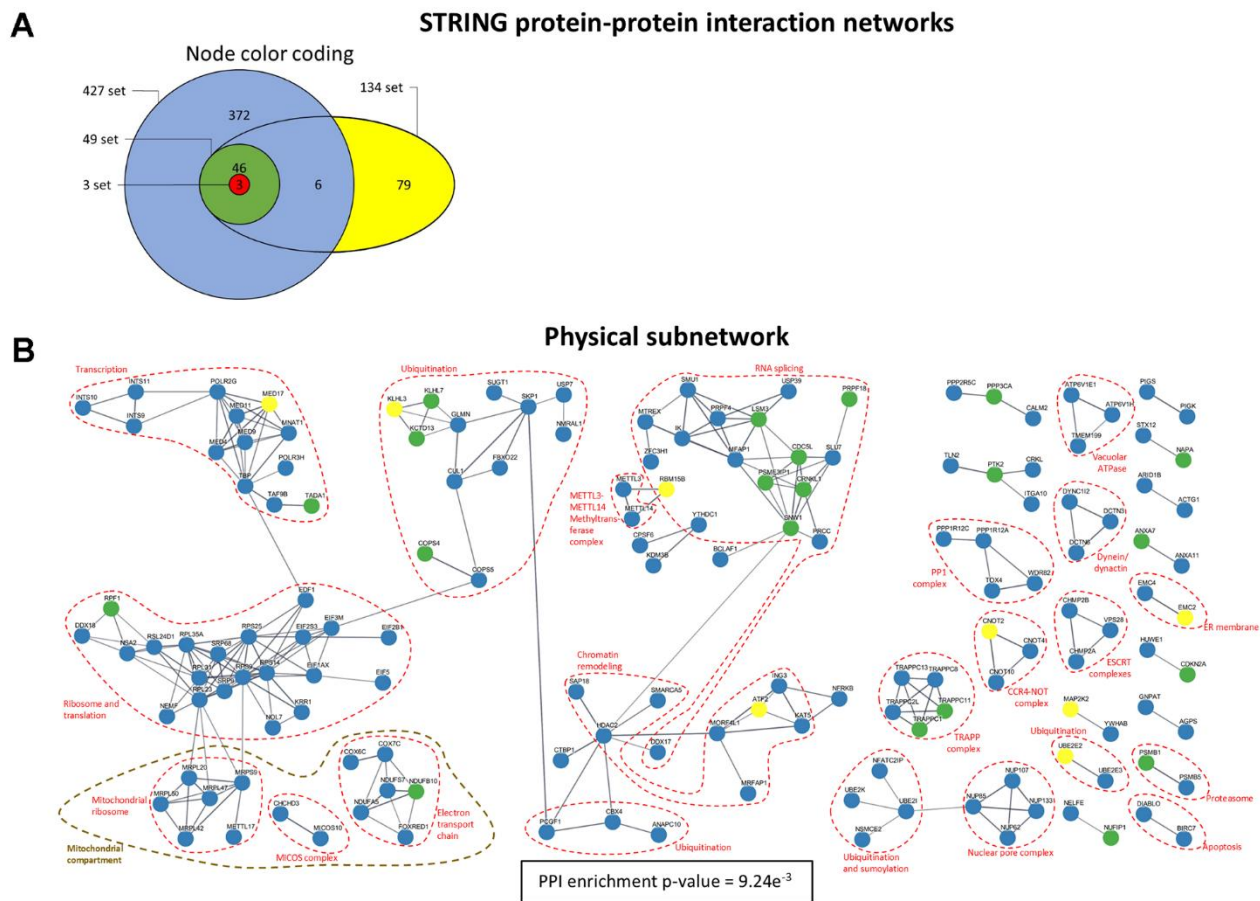 A
STRING protein-protein interaction networks
Node color coding
427 set
134 set
372
49 set
46
3 set
3
6
79
B
Physical subnetwork
Transcription
INTS11
POLR2G
MED17
INTS10
MED11
INTS9
MED9
MNAT1
MED4
POLR3H
TBP
TAF9B
TADA1
Ubiquitination
KLHL7
SUGT1
USP7
KLHL3
GLMN
SKP1
KCTD13
NMRAL1
FBXO22
CUL1
COPS4
COPS5
RNA splicing
SMU1
USP39
PRPF18
MTREX
PRPF4
LSM3
IK
CDC5L
SLU7
ZFC3H1
MFAP1
PSME3IP1
CRNKL1
METTL3
RBM15B
METTL3-
METTL14
Methyltrans-
ferase
complex
METTL14
YTHDC1
SNW1
CPSF6
PRCC
KDM3B
BCLAF1
PPP2R5C
PPP3CA
CALM2
ATP6V1E1
ATP6V1H
TMEM199
Vacuolar
ATPase
PIGS
PIGK
STX12
NAPA
TLN2
CRKL
PTK2
ITGA10
ARID1B
ACTG1
DYNC1I2
DCTN3
DCTN6
Dynein/
dynactin
ANXA7
ANXA11
PPP1R12C
PPP1R12A
WDR82
TOX4
PP1
complex
EMC4
EMC2
ER membrane
CHMP2B
VPS28
CHMP2A
ESCRT
complexes
CNOT2
CNOT4
CNOT10
CCR4-NOT
complex
HUWE1
CDKN2A
RPF1
DDX18
NSA2
RSL24D1
RPL35A
RPS25
EDF1
EIF2S3
EIF3M
EIF2B1
SRP68
RPL21
RPS9
RPS14
EIF1AX
EIF5
RPL23
NEMF
NOL7
KRR1
Ribosome and
translation
Chromatin
remodeling
SAP18
SMARCA5
HDAC2
CTBP1
DDX17
ING3
ATF2
NFRKB
MORF4L1
KAT5
MRFAP1
TRAPPC13
TRAPPC8
TRAPPC2L
TRAPPC11
TRAPPC1
TRAPP
complex
MAP2K2
YWHAB
GNPAT
AGPS
Ubiquitination
UBE2E2
UBE2E3
PSMB1
PSMB5
Proteasome
COX6C
COX7C
MRPL20
MRPS9
MRPL50
MRPL47
MRPL42
METTL17
Mitochondrial
ribosome
CHCHD3
MICOS10
MICOS complex
NDUFS7
NDUFB10
NDUFA5
FOXRED1
Electron
transport
chain
Mitochondrial
compartment
PCGF1
CBX4
ANAPC10
Ubiquitination
NFATC2IP
UBE2K
UBE2I
NSMCE2
Ubiquitination
and sumoylation
NUP107
NUP85
NUP133
NUP62
Nuclear pore complex
NELFE
NUFIP1
DIABLO
BIRC7
Apoptosis
PPI enrichment p-value = 9.24e-3